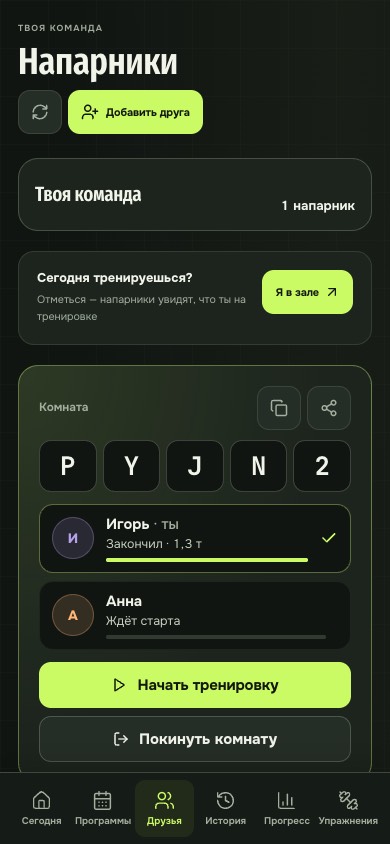 ТВОЯ КОМАНДА
Напарники
Добавить друга
Твоя команда
1 напарник
Сегодня тренируешься?
Отметься — напарники увидят, что ты на
тренировке
Я в зале
Комната
P Y J N 2
И
Игорь · ты
Закончил · 1,3 т
А
Анна
Ждёт старта
Начать тренировку
Покинуть комнату
Сегодня Программы Друзья История Прогресс Упражнения